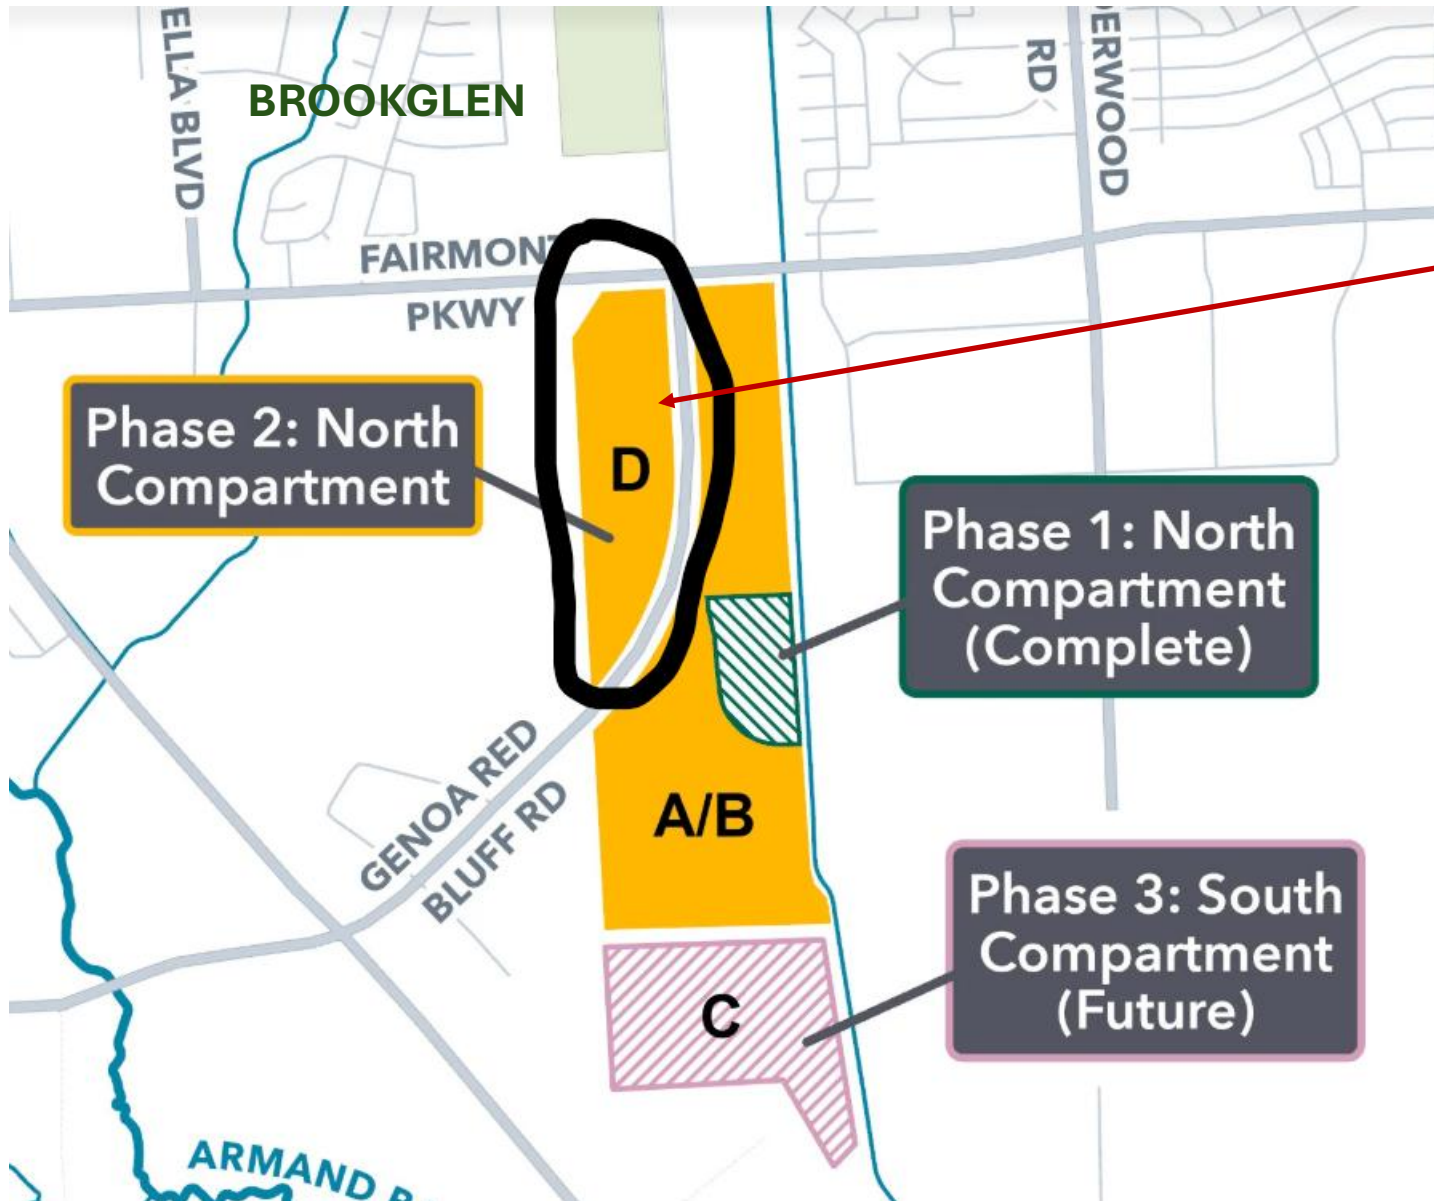 ELLA BLVD
BROOKGLEN
RD
ERWOOD
FAIRMON
PKWY
Phase 2: North
Compartment
D
Phase 1: North
Compartment
(Complete)
GENOA RED
BLUFF RD
A/B
Phase 3: South
Compartment
(Future)
C
ARMAND